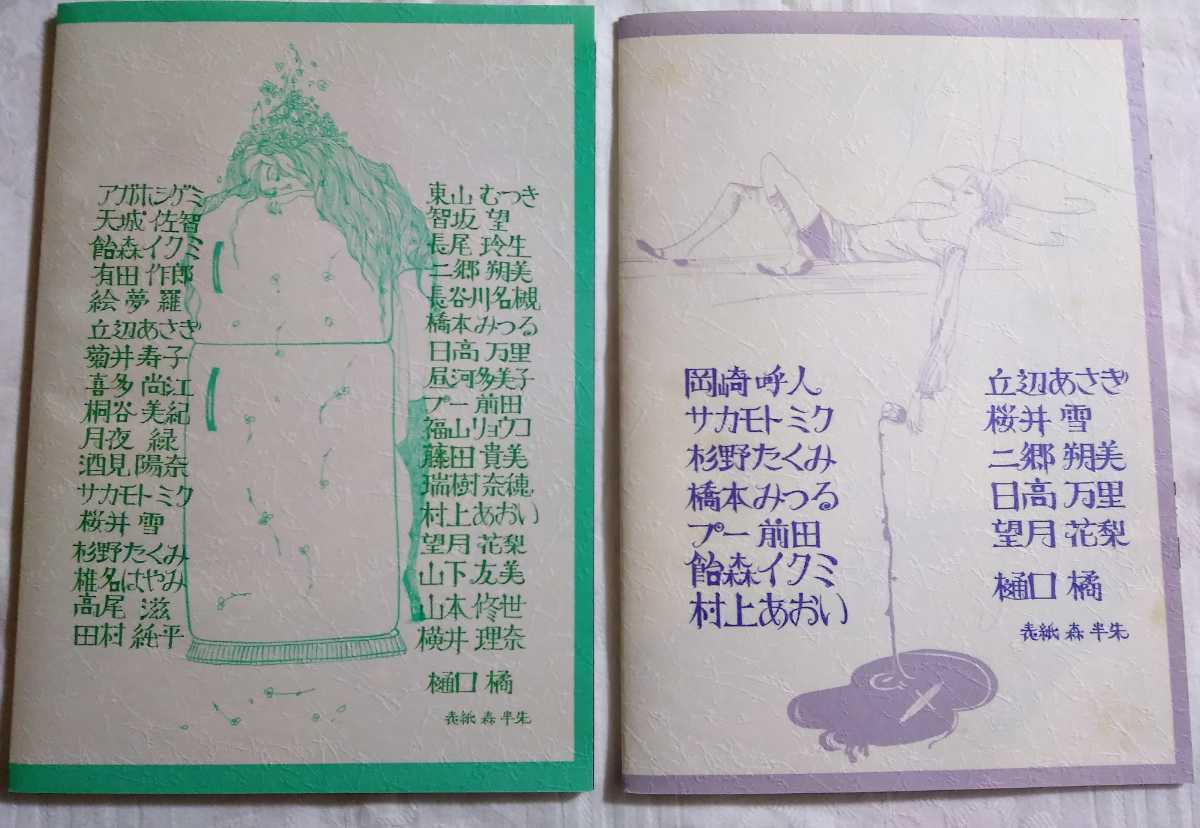 アガホシゲミ
天城 佐智
飴森イクミ
有田 作郎
絵夢羅
立辺あさぎ
菊井 寿子
喜多 尚江
桐谷 美紀
月夜 緑
酒見 陽奈
サカモト ミク
桜井 雪
杉野たくみ
椎名はやみ
高尾 滋
田村 純平
東山 むつき
智坂 望
長尾 玲生
二郷 朔美
長谷川名槻
橋本 みつる
日高 万里
昼河多美子
プー 前田
福山リョウコ
藤田 貴美
瑞樹 奈穂
村上あおい
望月 花梨
山下 友美
山本 修世
横井 理奈
樋口 橘
表紙 森 半朱
岡崎 呼人
サカモト ミク
杉野たくみ
橋本みつる
プー 前田
飴森イクミ
村上あおい
立辺あさぎ
桜井 雪
二郷 朔美
日高 万里
望月 花梨
樋口 橘
表紙 森 半朱